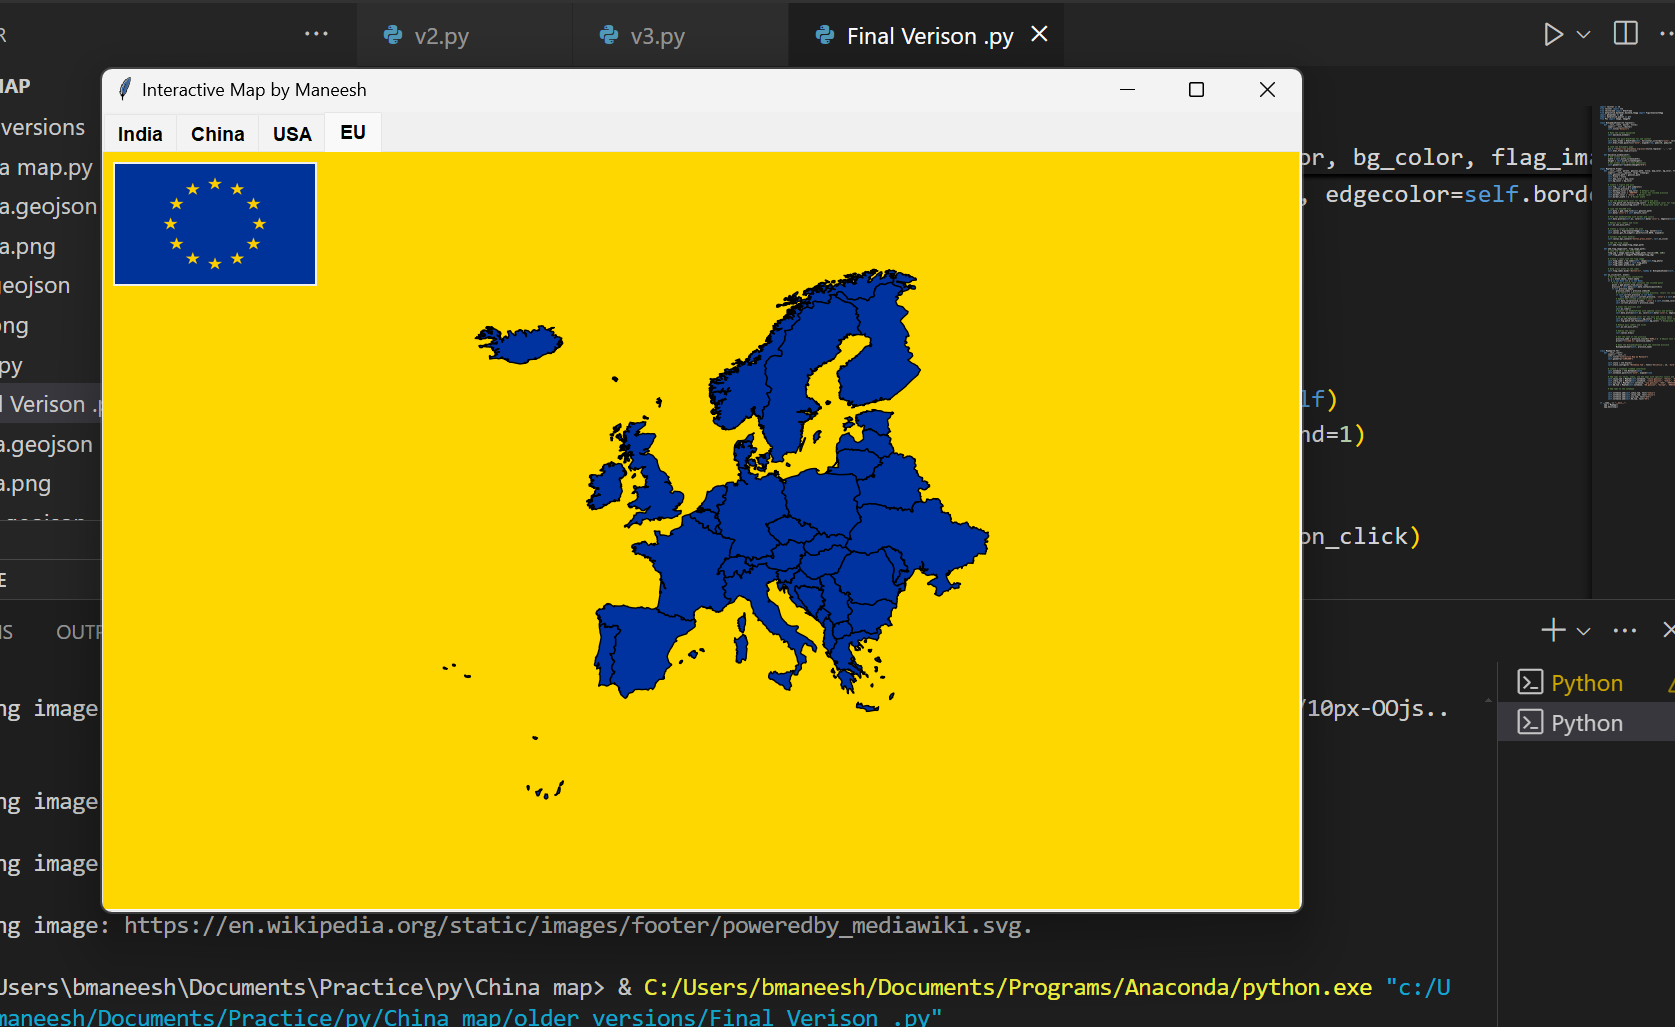 R
v2.py
v3.py
Final Verison .py
AP
Interactive Map by Maneesh
India
China
USA
EU
versions
a map.py
a.geojson
a.png
eojson
ng
py
l Verison .p
a.geojson
a.png
or, bg_color, flag_ima
, edgecolor=self.bord
lf)
nd=1)
on_click)
E
S
OUTP
Python
Python
ng image
/10px-OOjs..
ng image
ng image
ng image: https://en.wikipedia.org/static/images/footer/poweredby_mediawiki.svg.
Users\bmaneesh\Documents\Practice\py\China map> & C:/Users/bmaneesh/Documents/Programs/Anaconda/python.exe "c:/U
maneesh/Documents/Practice/py/China map/older versions/Final Verison .py"